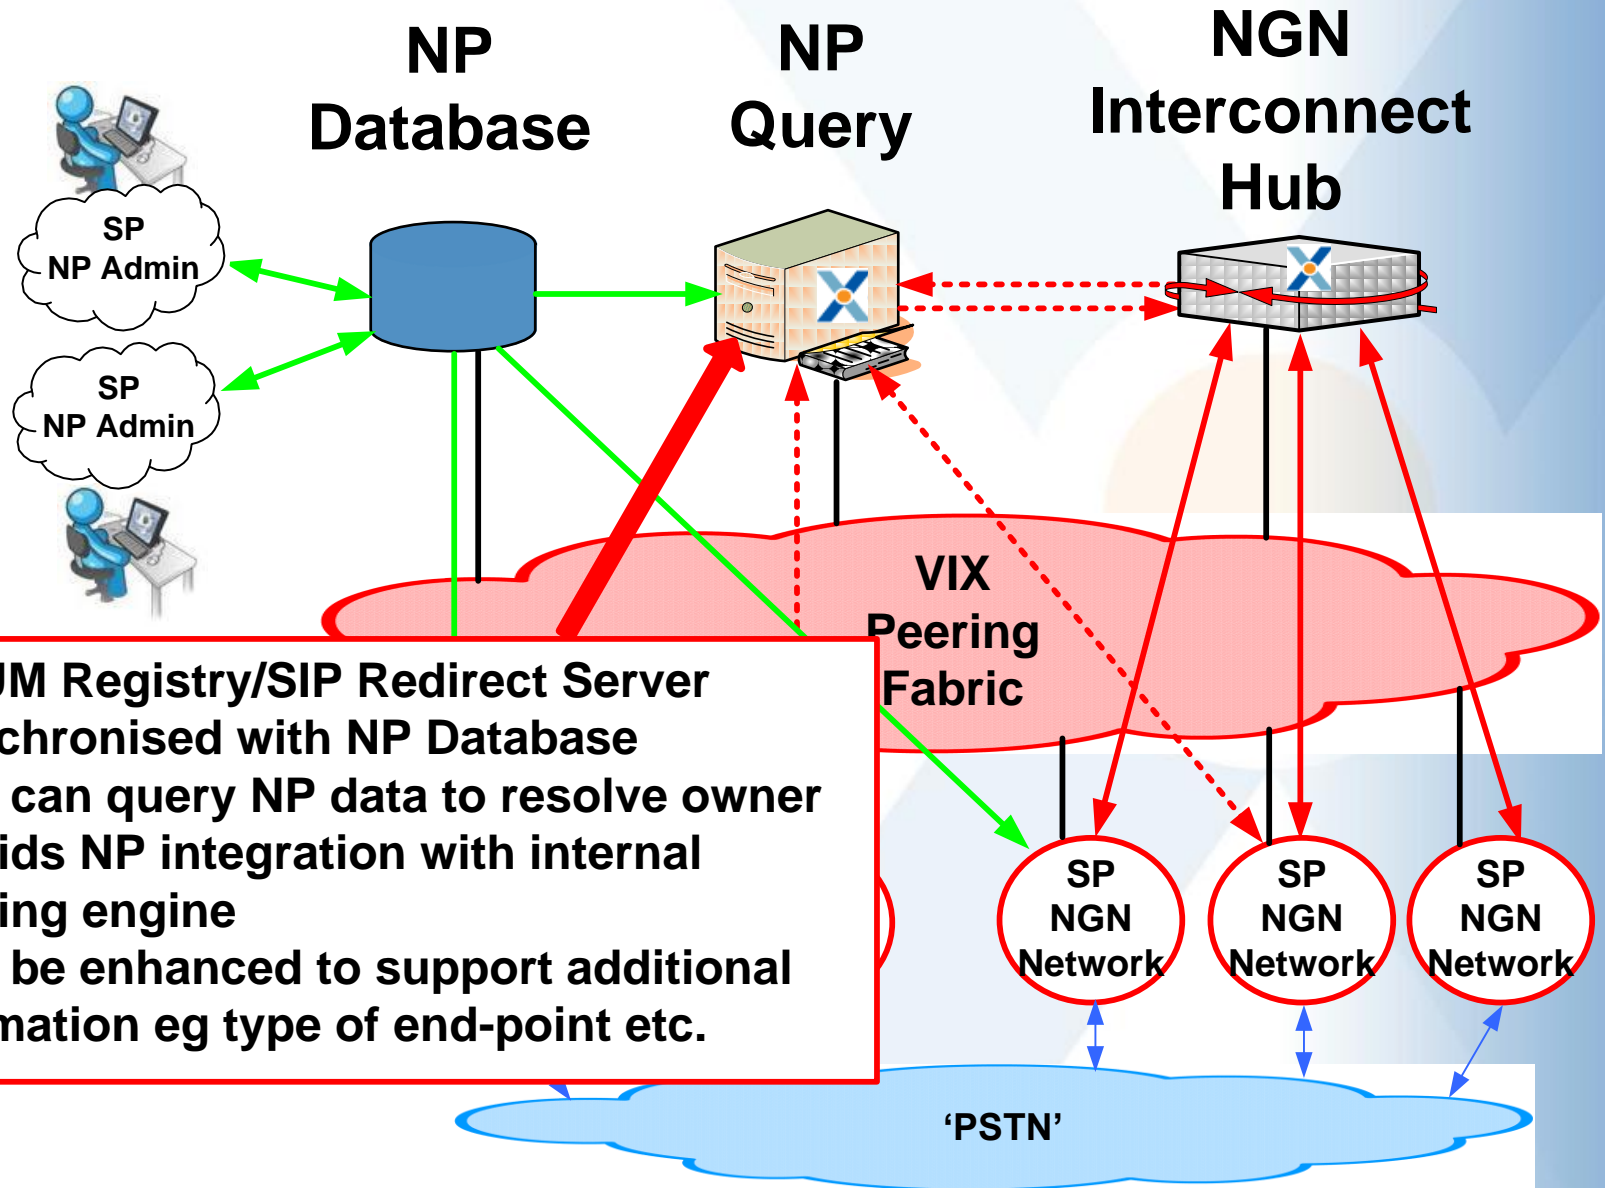 NP
Database
NP
Query
NGN
Interconnect
Hub
SP
NP Admin
SP
NP Admin
VIX
Peering
Fabric
UM Registry/SIP Redirect Server
chronised with NP Database
can query NP data to resolve owner
ids NP integration with internal
ing engine
be enhanced to support additional
mation eg type of end-point etc.
SP
NGN
Network
SP
NGN
Network
SP
NGN
Network
‘PSTN’